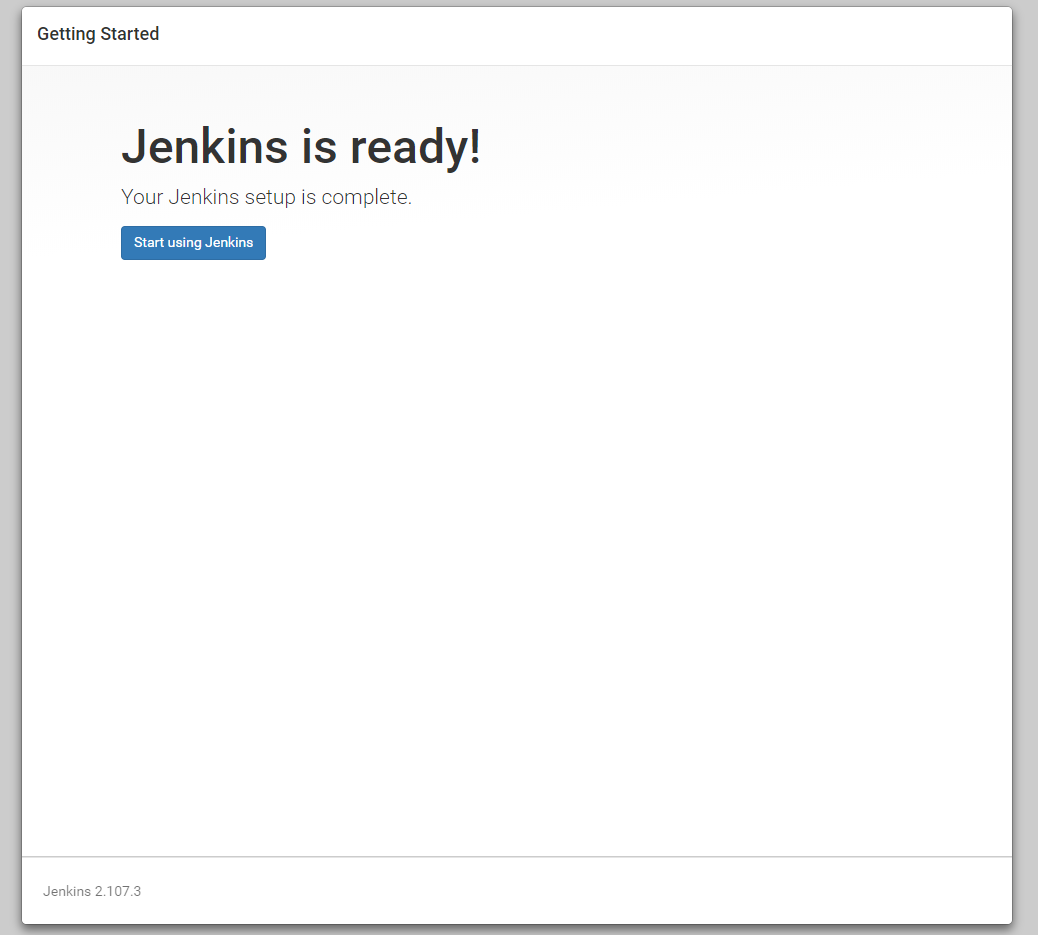 Getting Started
Jenkins is ready!
Your Jenkins setup is complete.
Start using Jenkins
Jenkins 2.107.3